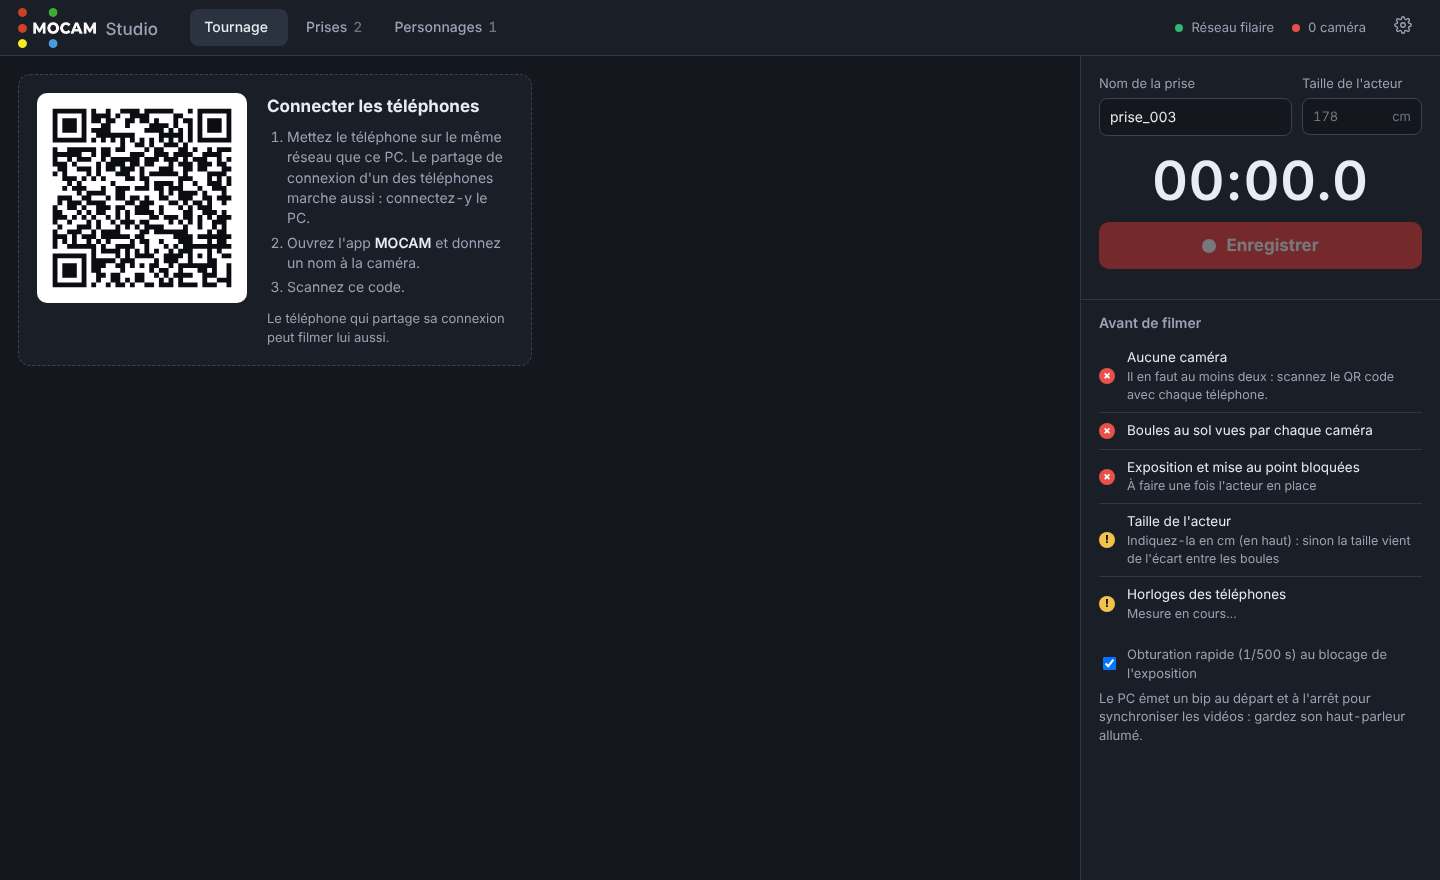 MOCAM Studio
Tournage
Prises 2
Personnages 1
Réseau filaire
0 caméra
Connecter les téléphones
1. Mettez le téléphone sur le même
réseau que ce PC. Le partage de
connexion d'un des téléphones
marche aussi : connectez-y le
PC.
2. Ouvrez l'app MOCAM et donnez
un nom à la caméra.
3. Scannez ce code.
Le téléphone qui partage sa connexion
peut filmer lui aussi.
Nom de la prise
Taille de l'acteur
prise_003
178 cm
00:00.0
Enregistrer
Avant de filmer
Aucune caméra
Il en faut au moins deux : scannez le QR code
avec chaque téléphone.
Boules au sol vues par chaque caméra
Exposition et mise au point bloquées
À faire une fois l'acteur en place
Taille de l'acteur
Indiquez-la en cm (en haut) : sinon la taille vient
de l'écart entre les boules
Horloges des téléphones
Mesure en cours…
Obturation rapide (1/500 s) au blocage de
l'exposition
Le PC émet un bip au départ et à l'arrêt pour
synchroniser les vidéos : gardez son haut-parleur
allumé.